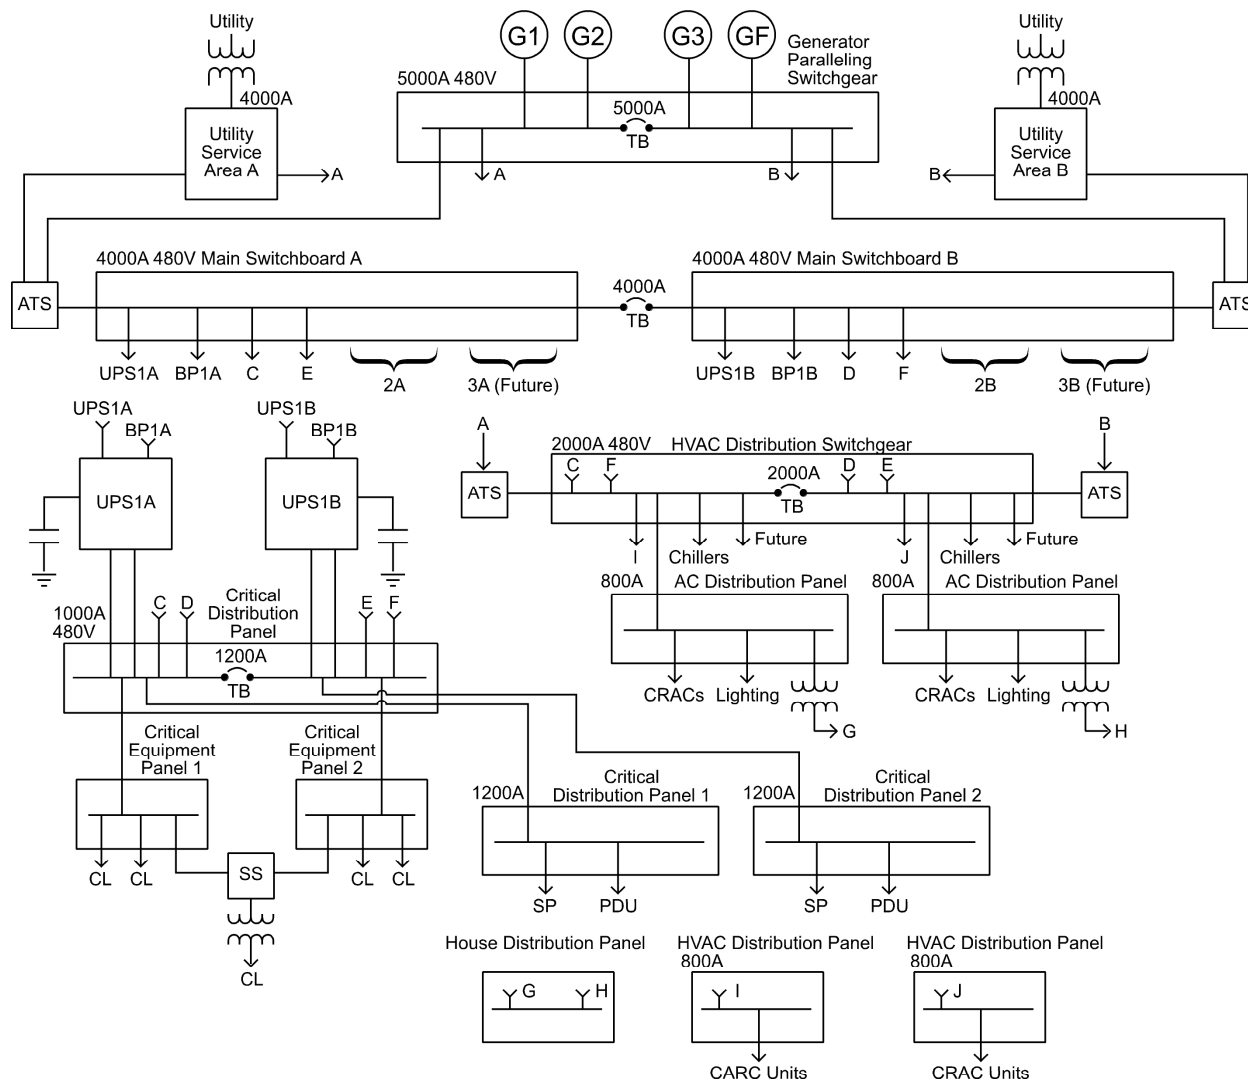 Utility
G1
G2
G3
GF
Generator
Paralleling
Switchgear
Utility
5000A 480V
4000A
5000A
TB
4000A
Utility
Service
Area A
A
A
B
B
Utility
Service
Area B
4000A 480V Main Switchboard A
4000A
TB
4000A 480V Main Switchboard B
ATS
ATS
UPS1A
BP1A
C
E
2A
3A (Future)
UPS1B
BP1B
D
F
2B
3B (Future)
UPS1A
BP1A
UPS1B
BP1B
A
B
UPS1A
UPS1B
2000A 480V
HVAC Distribution Switchgear
C
F
2000A
TB
D
E
ATS
ATS
I
Chillers
Future
J
Chillers
Future
800A
AC Distribution Panel
800A
AC Distribution Panel
CRACs
Lighting
G
CRACs
Lighting
H
1000A
480V
C
D
Critical
Distribution
Panel
E
F
1200A
TB
Critical
Equipment
Panel 1
Critical
Equipment
Panel 2
CL
CL
SS
CL
CL
CL
1200A
Critical
Distribution Panel 1
SP
PDU
1200A
Critical
Distribution Panel 2
SP
PDU
House Distribution Panel
G
H
HVAC Distribution Panel
800A
I
CARC Units
HVAC Distribution Panel
800A
J
CRAC Units